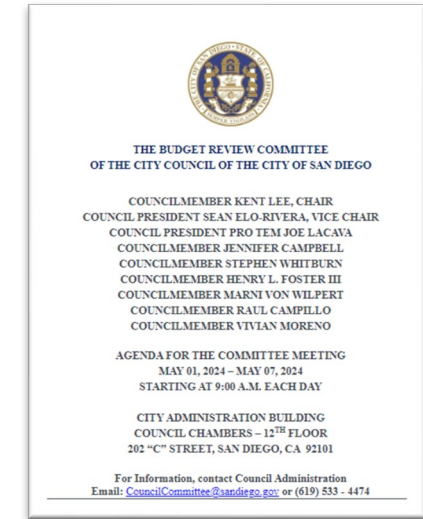 THE BUDGET REVIEW COMMITTEE
OF THE CITY COUNCIL OF THE CITY OF SAN DIEGO
COUNCILMEMBER KENT LEE, CHAIR
COUNCIL PRESIDENT SEAN ELO-RIVERA, VICE CHAIR
COUNCIL PRESIDENT PRO TEM JOE LACAVA
COUNCILMEMBER JENNIFER CAMPBELL
COUNCILMEMBER STEPHEN WHITBURN
COUNCILMEMBER HENRY L. FOSTER III
COUNCILMEMBER MARNI VON WILPERT
COUNCILMEMBER RAUL CAMPILLO
COUNCILMEMBER VIVIAN MORENO
AGENDA FOR THE COMMITTEE MEETING
MAY 01, 2024 – MAY 07, 2024
STARTING AT 9:00 A.M. EACH DAY
CITY ADMINISTRATION BUILDING
COUNCIL CHAMBERS – 12TH FLOOR
202 “C” STREET, SAN DIEGO, CA 92101
For Information, contact Council Administration
Email: CouncilCommittee@sandiego.gov or (619) 533 - 4474